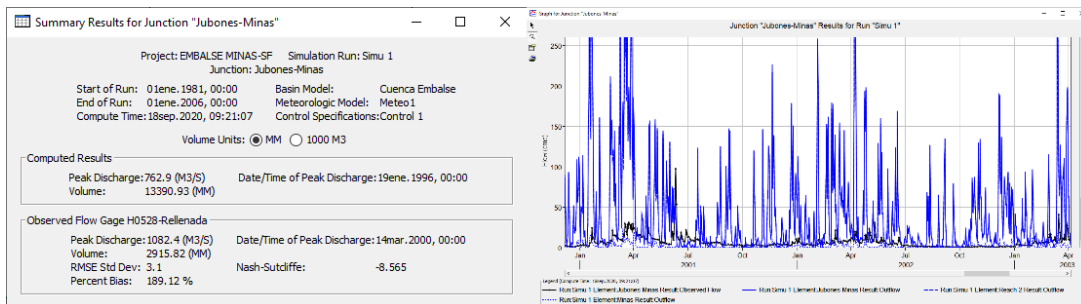 Summary Results for Junction "Jubones-Minas"
Project: EMBALSE MINAS-SF Simulation Run: Simu 1
Junction: Jubones-Minas
Start of Run: 01ene.1981, 00:00 Basin Model: Cuenca Embalse
End of Run: 01ene.2006, 00:00 Meteorologic Model: Meteo1
Compute Time:18sep.2020, 09:21:07 Control Specifications:Control 1
Volume Units: MM 1000 M3
Computed Results
Peak Discharge:762.9 (M3/S) Date/Time of Peak Discharge:19ene.1996, 00:00
Volume: 13390.93 (MM)
Observed Flow Gage H0528-Rellenada
Peak Discharge:1082.4 (M3/S) Date/Time of Peak Discharge:14mar.2000, 00:00
Volume: 2915.82 (MM)
RMSE Std Dev: 3.1 Nash-Sutcliffe: -8.565
Percent Bias: 189.12 %
Graph for Junction "Jubones-Minas"
Junction "Jubones-Minas" Results for Run "Simu 1"
250
200
150
100
50
0
Jan Apr Jul Oct Jan Apr Jul Oct Jan
2001 2002 2003
Legend (Compute Time: 18sep.2020, 09:21:07)
Run:Simu 1 Element:Jubones-Minas Result:Observed Flow Run:Simu 1 Element:Jubones-Minas Result:Outflow Run:Simu 1 Element:Reach 2 Result:Outflow
Run:Simu 1 Element:Minas Result:Outflow